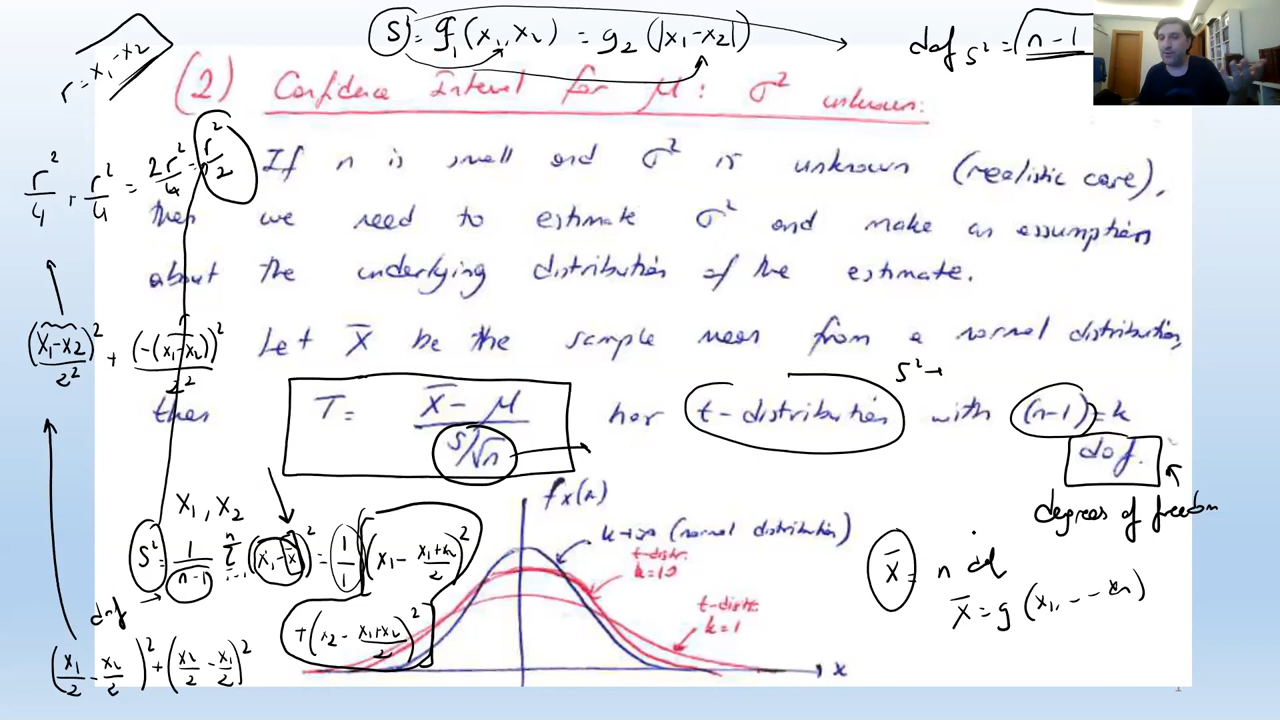 S = g₁(x₁, x₂) = g₂(|x₁-x₂|)
dof s² = n-1
r = x₁-x₂
(2) Confidence Interval for μ: σ² unknown:
r²/4 + r²/4 = 2r²/4 = r²/2
If n is small and σ² is unknown (realistic case),
then we need to estimate σ² and make an assumption
about the underlying distribution of the estimate.
(x₁-x₂)²/2² + (-(x₁-x₂))²/2²
r
Let X̄ be the sample mean from a normal distribution,
s² →
then T = (X̄ - μ)/(S/√n) has t-distribution with (n-1)=k
dof.
degrees of freedom
x₁, x₂
S² = 1/(n-1) Σⁿᵢ₌₁ (xᵢ-x̄)² = 1/1 [(x₁ - (x₁+x₂)/2)²
+ (x₂ - (x₁+x₂)/2)²
dof
(x₁/2 - x₂/2)² + (x₂/2 - x₁/2)²
fx(x)
k→∞ (normal distribution)
t-distr.
k=10
t-distr.
k=1
x
X̄ = n dof
X̄ = g(x₁, --- xn)
1